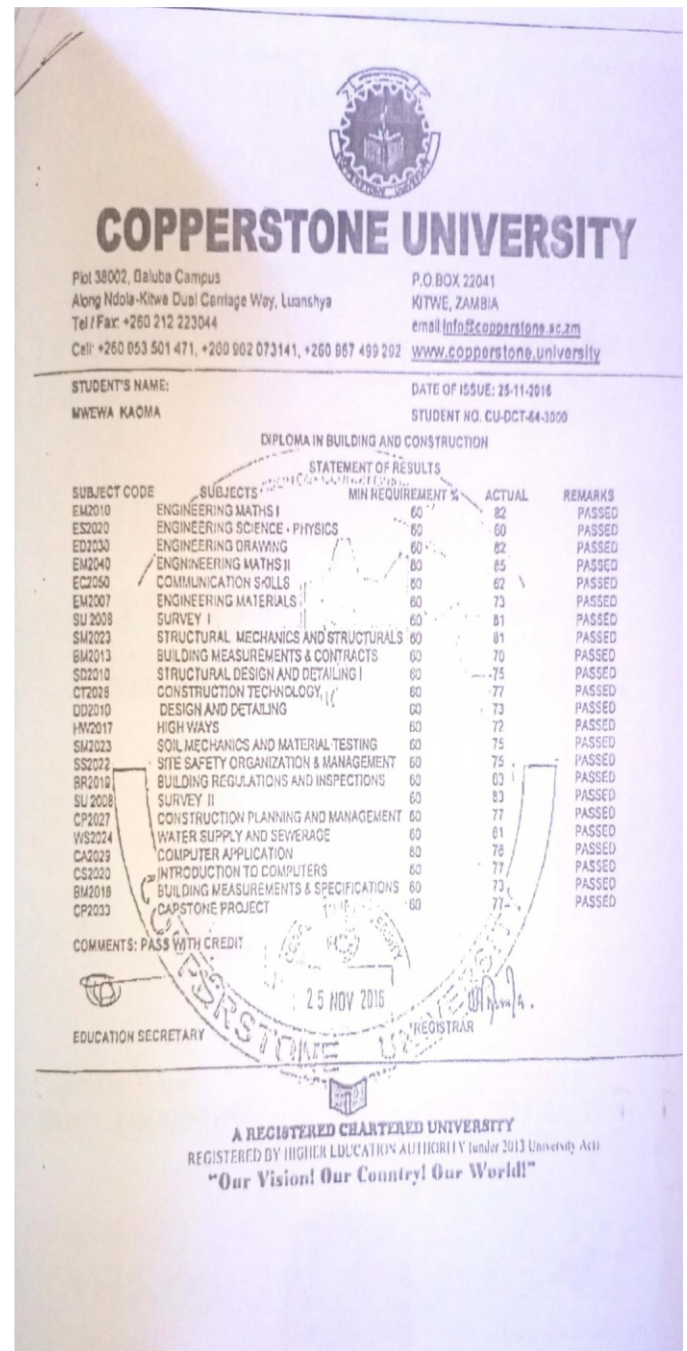 COPPERSTONE UNIVERSITY
Plot 38002, Baluba Campus
P.O.BOX 22041
Along Ndola-Kitwe Dual Carriage Way, Luanshya
KITWE, ZAMBIA
Tel / Fax: +260 212 223044
email info@copperstone.ac.zm
Cell: +260 953 501 471, +260 962 073141, +260 967 499 292 www.copperstone.university
STUDENT'S NAME:
DATE OF ISSUE: 25-11-2016
MWEWA KAOMA
STUDENT NO. CU-DCT-64-3000
DIPLOMA IN BUILDING AND CONSTRUCTION
STATEMENT OF RESULTS
SUBJECT CODE SUBJECTS MIN REQUIREMENT % ACTUAL REMARKS
EM2010 ENGINEERING MATHS I 60 82 PASSED
ES2020 ENGINEERING SCIENCE - PHYSICS 60 60 PASSED
ED2030 ENGINEERING DRAWING 60 82 PASSED
EM2040 ENGNINEERING MATHS II 60 85 PASSED
EC2050 COMMUNICATION SKILLS 60 62 PASSED
EM2007 ENGINEERING MATERIALS 60 73 PASSED
SU 2008 SURVEY I 60 81 PASSED
SM2023 STRUCTURAL MECHANICS AND STRUCTURALS 60 81 PASSED
BM2013 BUILDING MEASUREMENTS & CONTRACTS 60 70 PASSED
SD2010 STRUCTURAL DESIGN AND DETAILING I 60 75 PASSED
CT2026 CONSTRUCTION TECHNOLOGY 60 77 PASSED
DD2010 DESIGN AND DETAILING 60 73 PASSED
HW2017 HIGH WAYS 60 72 PASSED
SM2023 SOIL MECHANICS AND MATERIAL TESTING 60 75 PASSED
SS2022 SITE SAFETY ORGANIZATION & MANAGEMENT 60 75 PASSED
BR2019 BUILDING REGULATIONS AND INSPECTIONS 60 63 PASSED
SU 2008 SURVEY II 60 83 PASSED
CP2027 CONSTRUCTION PLANNING AND MANAGEMENT 60 77 PASSED
WS2024 WATER SUPPLY AND SEWERAGE 60 81 PASSED
CA2029 COMPUTER APPLICATION 60 78 PASSED
CS2020 INTRODUCTION TO COMPUTERS 60 77 PASSED
BM2018 BUILDING MEASUREMENTS & SPECIFICATIONS 60 73 PASSED
CP2033 CAPSTONE PROJECT 60 77 PASSED
COMMENTS: PASS WITH CREDIT
25 NOV 2016
EDUCATION SECRETARY
REGISTRAR
A REGISTERED CHARTERED UNIVERSITY
REGISTERED BY HIGHER EDUCATION AUTHORITY (under 2013 University Act)
"Our Vision! Our Country! Our World!"